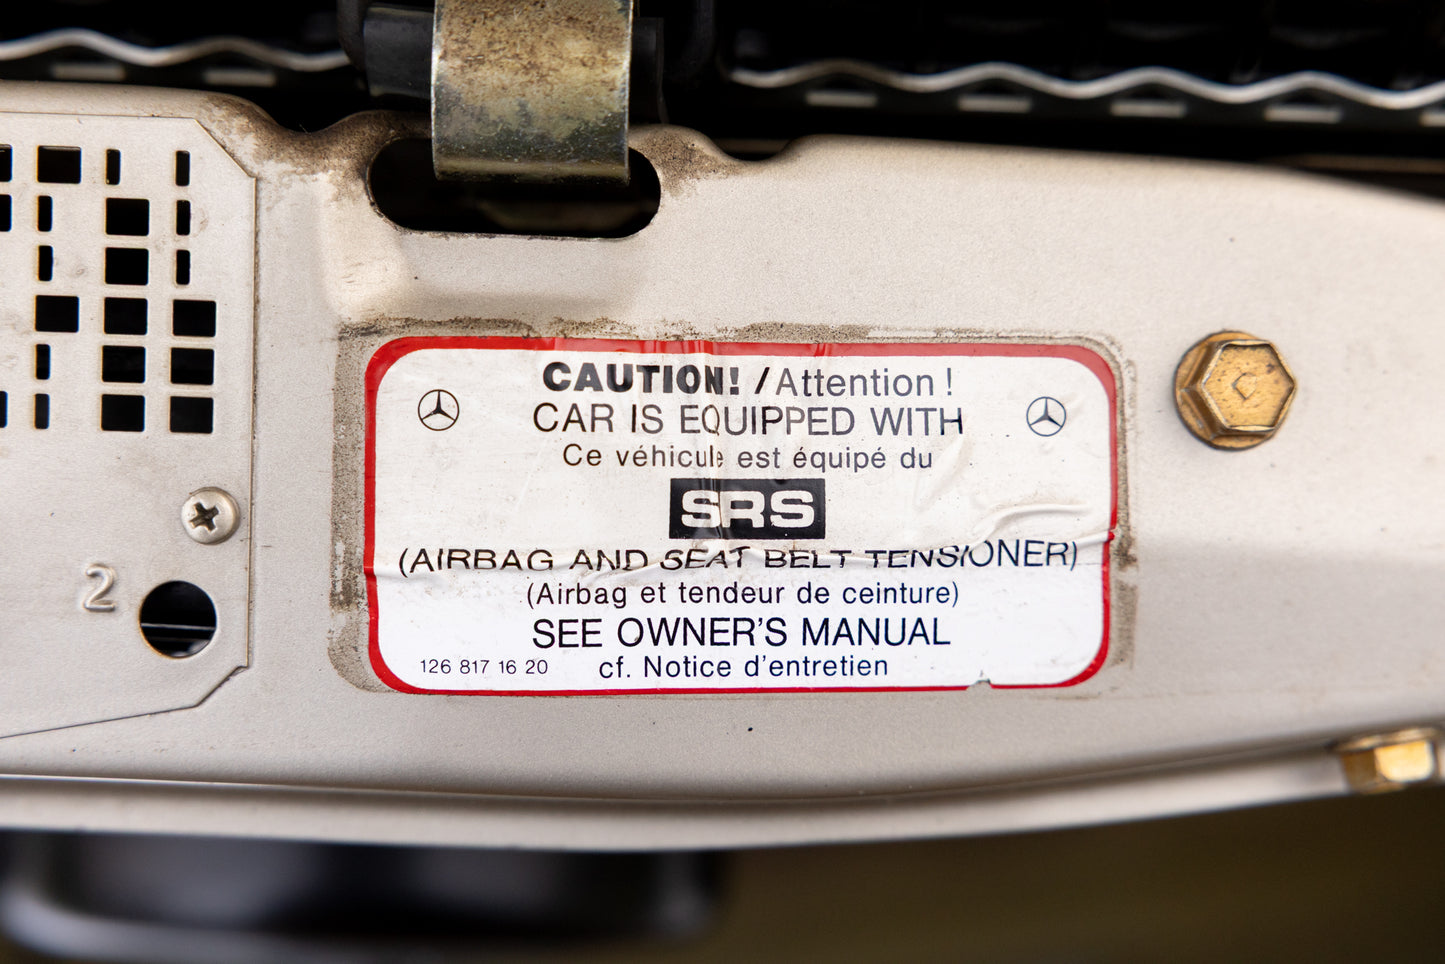 CAUTION! / Attention !
CAR IS EQUIPPED WITH
Ce véhicule est équipé du
SRS
(AIRBAG AND SEAT BELT TENSIONER)
(Airbag et tendeur de ceinture)
SEE OWNER'S MANUAL
126 817 16 20 cf. Notice d'entretien
2